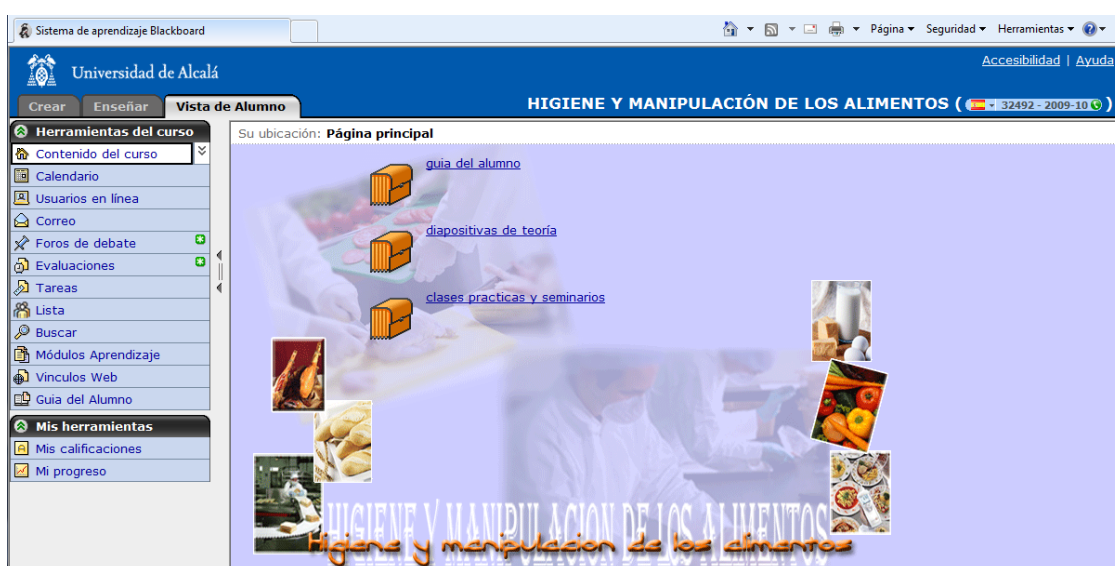 Sistema de aprendizaje Blackboard
Página Seguridad Herramientas
Universidad de Alcalá
Accesibilidad | Ayuda
Crear Enseñar Vista de Alumno
HIGIENE Y MANIPULACIÓN DE LOS ALIMENTOS ( 32492 - 2009-10 )
Herramientas del curso
Contenido del curso
Calendario
Usuarios en línea
Correo
Foros de debate
Evaluaciones
Tareas
Lista
Buscar
Módulos Aprendizaje
Vinculos Web
Guia del Alumno
Mis herramientas
Mis calificaciones
Mi progreso
Su ubicación: Página principal
guia del alumno
diapositivas de teoría
clases practicas y seminarios
HIGIENE Y MANIPULACION DE LOS ALIMENTOS
Higiene y manipulacion de los alimentos